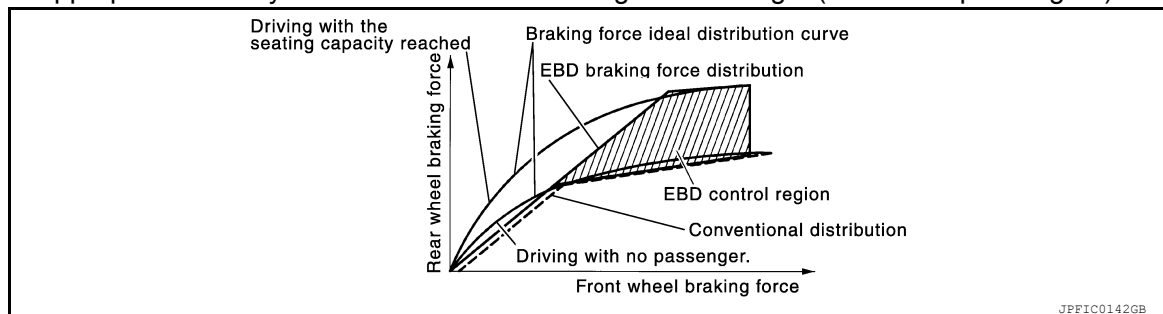 Driving with the
seating capacity reached
Braking force ideal distribution curve
EBD braking force distribution
Rear wheel braking force
EBD control region
Conventional distribution
Driving with no passenger.
Front wheel braking force
JPFIC0142GB